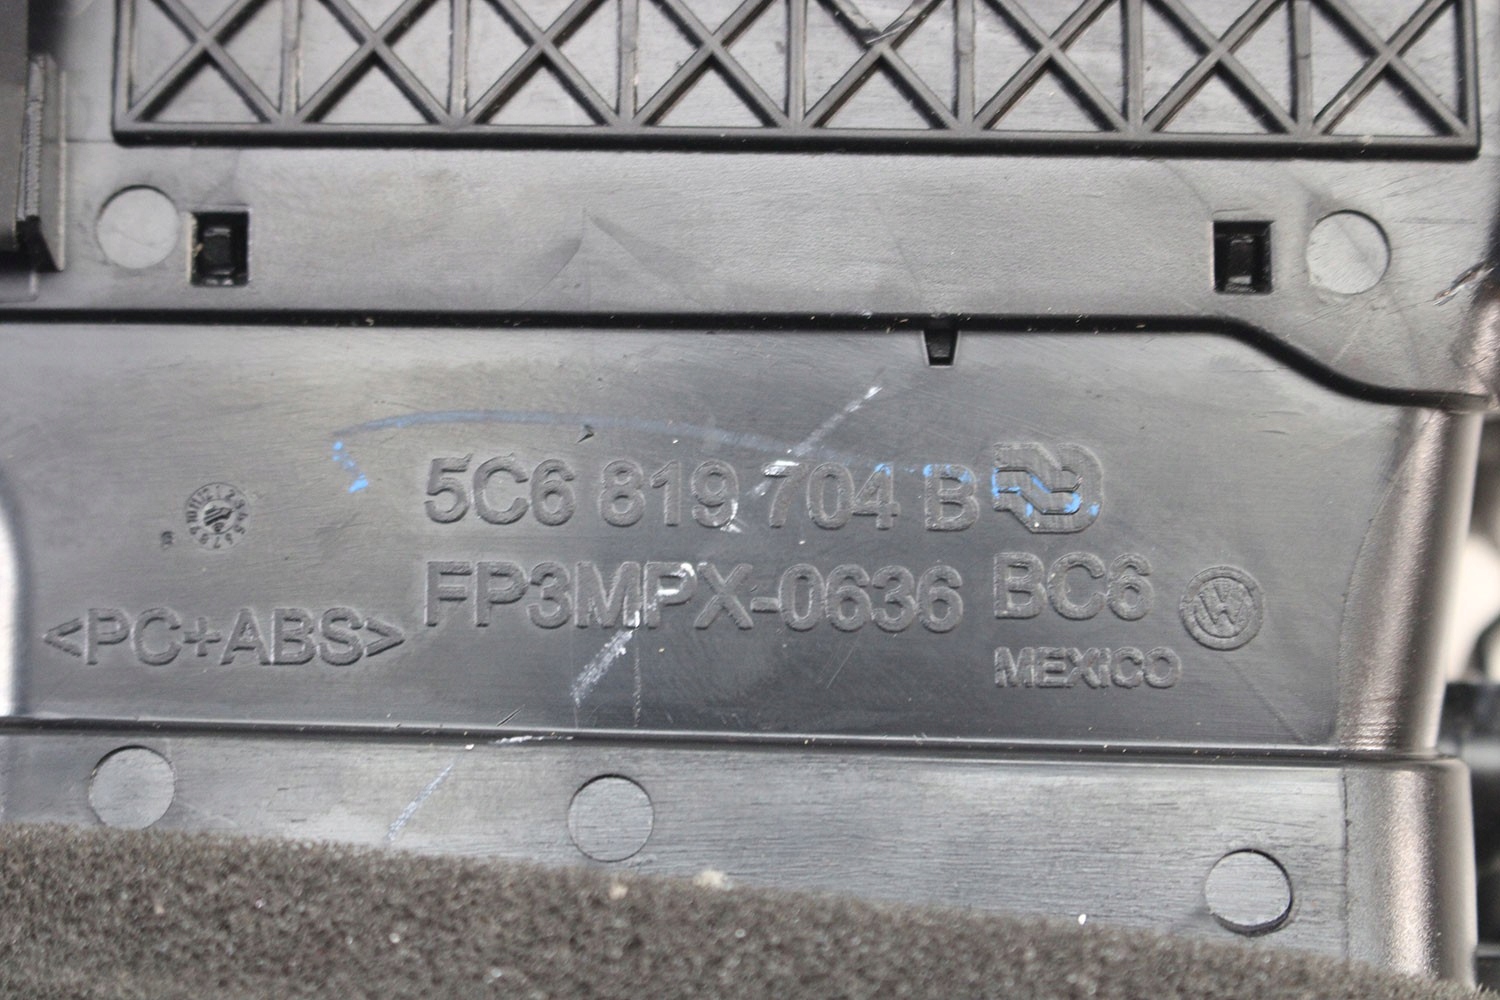 5C6 819 704 B
FP3MPX-0636 BC6
<PC+ABS>
MEXICO